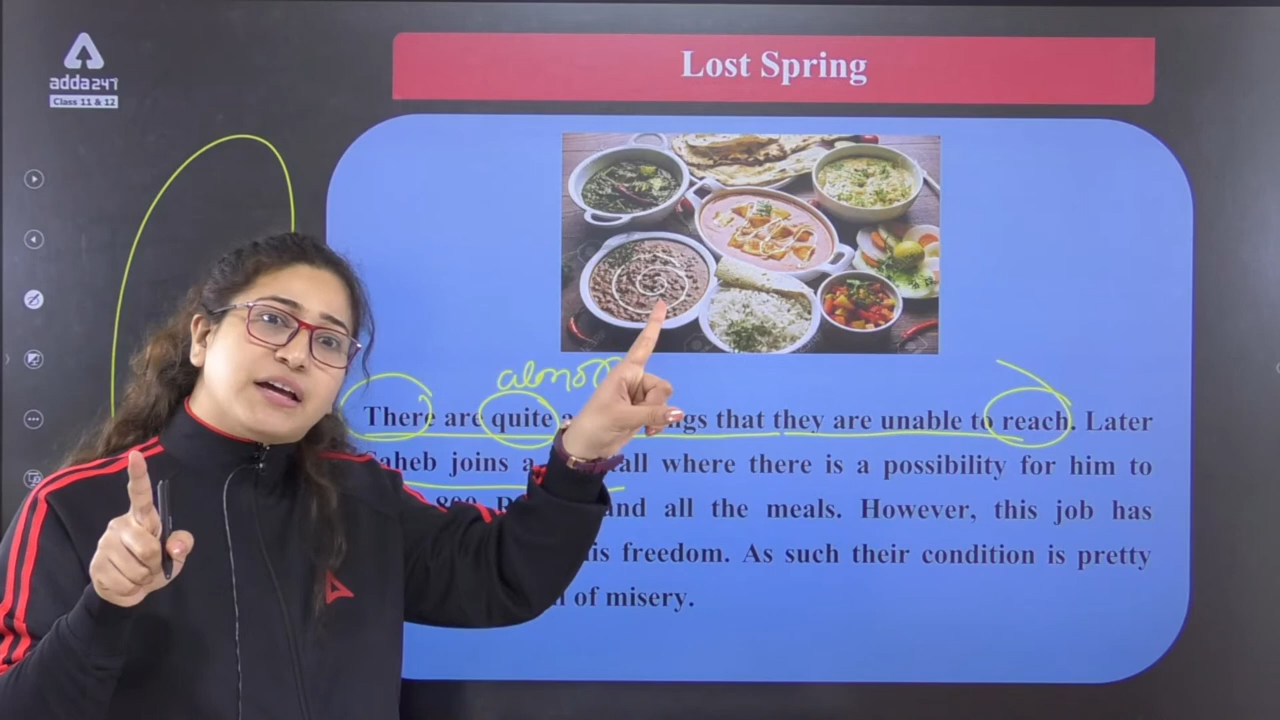 adda247
Class 11 & 12
Lost Spring
There are quite a ngs that they are unable to reach. Later
Saheb joins a all where there is a possibility for him to
800 and all the meals. However, this job has
his freedom. As such their condition is pretty
of misery.